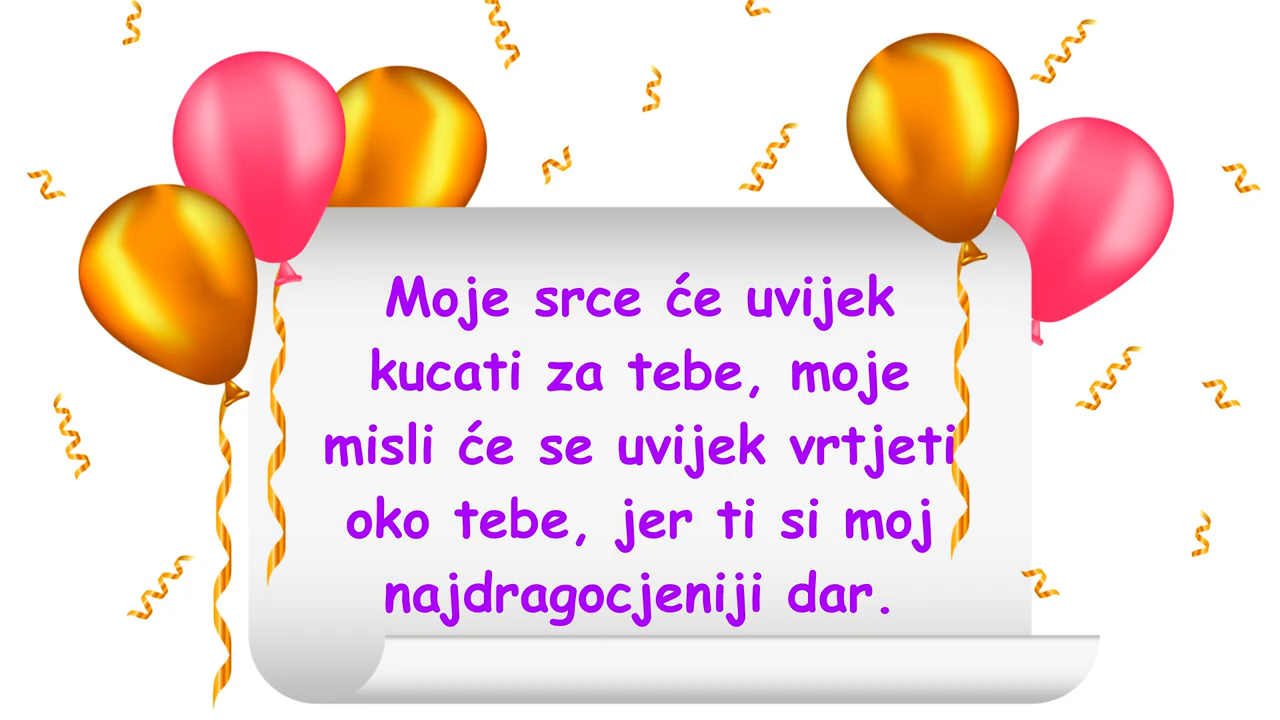 Moje srce će uvijek
kucati za tebe, moje
misli će se uvijek vrtjeti
oko tebe, jer ti si moj
najdragocjeniji dar.